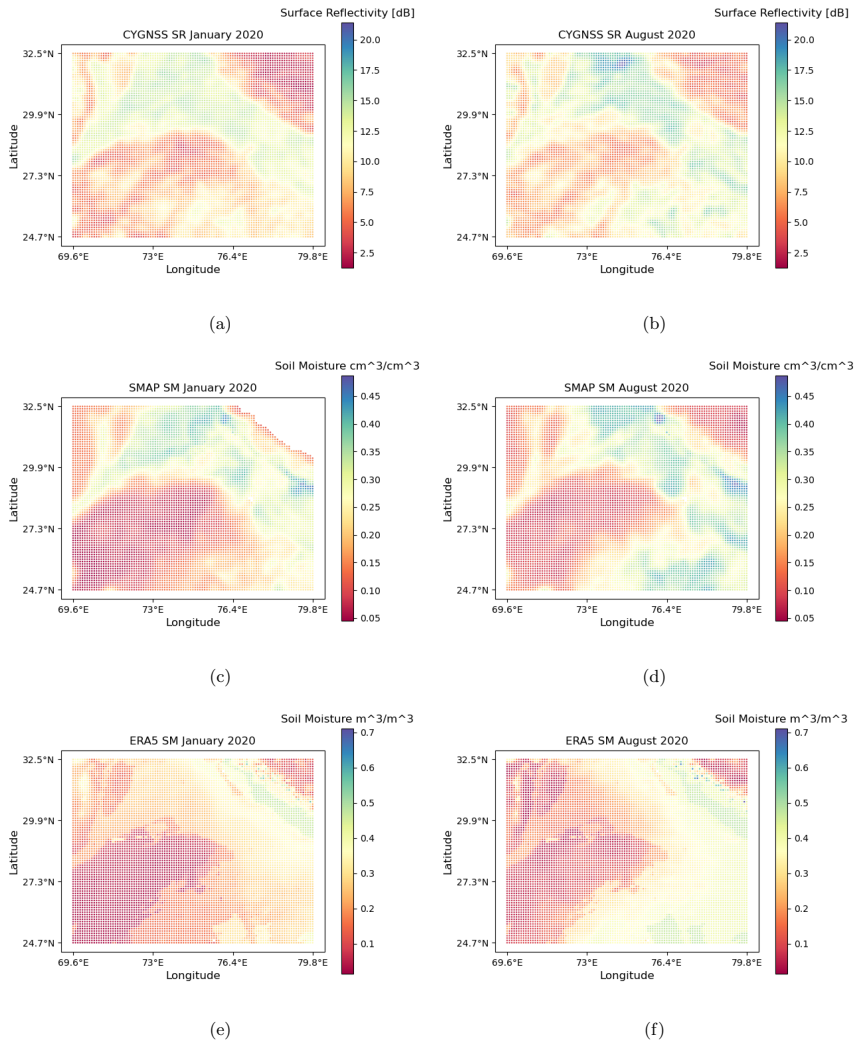 Surface Reflectivity [dB]
CYGNSS SR January 2020
32.5°N
29.9°N
27.3°N
24.7°N
Latitude
69.6°E 73°E 76.4°E 79.8°E
Longitude
20.0
17.5
15.0
12.5
10.0
7.5
5.0
2.5
(a)
Surface Reflectivity [dB]
CYGNSS SR August 2020
32.5°N
29.9°N
27.3°N
24.7°N
Latitude
69.6°E 73°E 76.4°E 79.8°E
Longitude
20.0
17.5
15.0
12.5
10.0
7.5
5.0
2.5
(b)
Soil Moisture cm^3/cm^3
SMAP SM January 2020
32.5°N
29.9°N
27.3°N
24.7°N
Latitude
69.6°E 73°E 76.4°E 79.8°E
Longitude
0.45
0.40
0.35
0.30
0.25
0.20
0.15
0.10
0.05
(c)
Soil Moisture cm^3/cm^3
SMAP SM August 2020
32.5°N
29.9°N
27.3°N
24.7°N
Latitude
69.6°E 73°E 76.4°E 79.8°E
Longitude
0.45
0.40
0.35
0.30
0.25
0.20
0.15
0.10
0.05
(d)
Soil Moisture m^3/m^3
ERA5 SM January 2020
32.5°N
29.9°N
27.3°N
24.7°N
Latitude
69.6°E 73°E 76.4°E 79.8°E
Longitude
0.7
0.6
0.5
0.4
0.3
0.2
0.1
(e)
Soil Moisture m^3/m^3
ERA5 SM August 2020
32.5°N
29.9°N
27.3°N
24.7°N
Latitude
69.6°E 73°E 76.4°E 79.8°E
Longitude
0.7
0.6
0.5
0.4
0.3
0.2
0.1
(f)